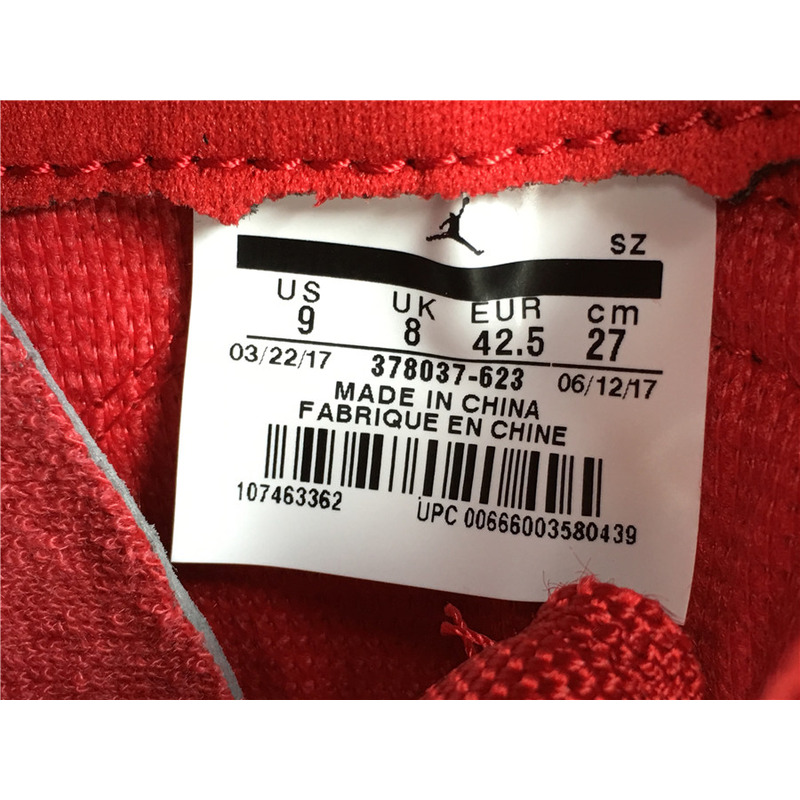 SZ
US UK EUR cm
9 8 42.5 27
03/22/17 378037-623 06/12/17
MADE IN CHINA
FABRIQUE EN CHINE
107463362 UPC 00666003580439